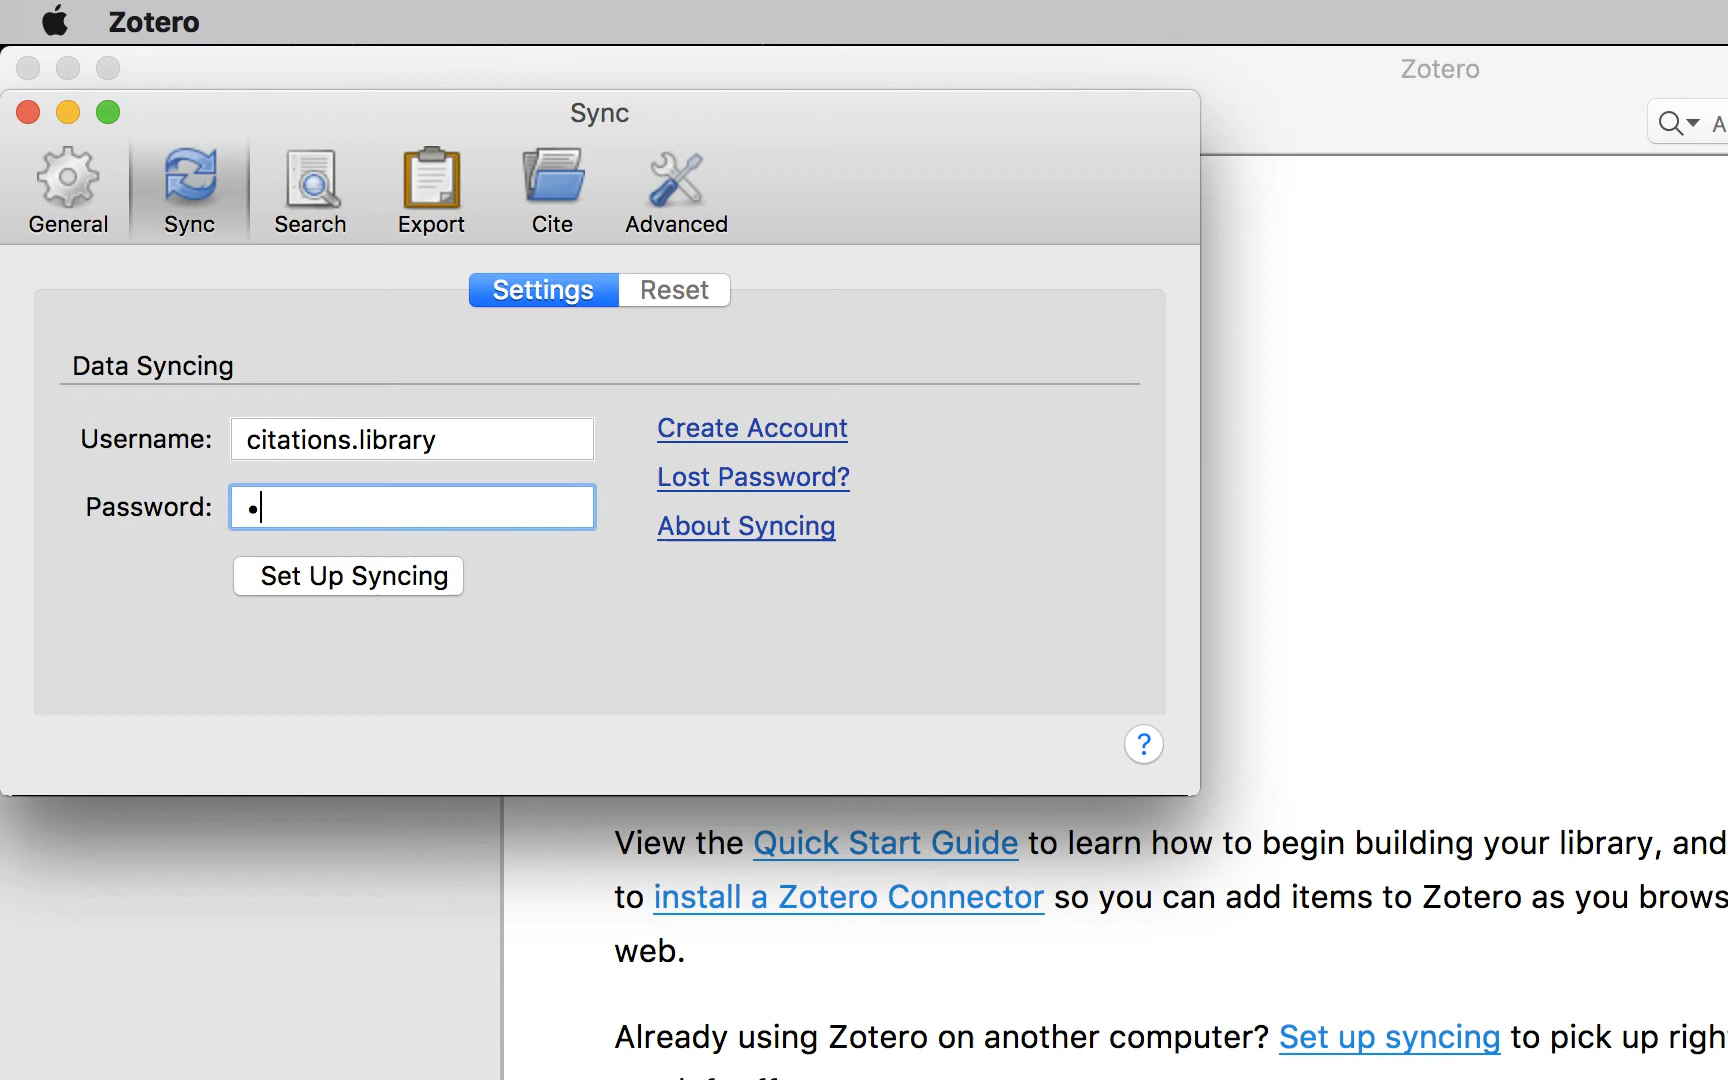 Zotero
Zotero
Sync
A
General
Sync
Search
Export
Cite
Advanced
Settings
Reset
Data Syncing
Username:
citations.library
Create Account
Password:
•
Lost Password?
About Syncing
Set Up Syncing
?
View the Quick Start Guide to learn how to begin building your library, and
to install a Zotero Connector so you can add items to Zotero as you brows
web.
Already using Zotero on another computer? Set up syncing to pick up righ